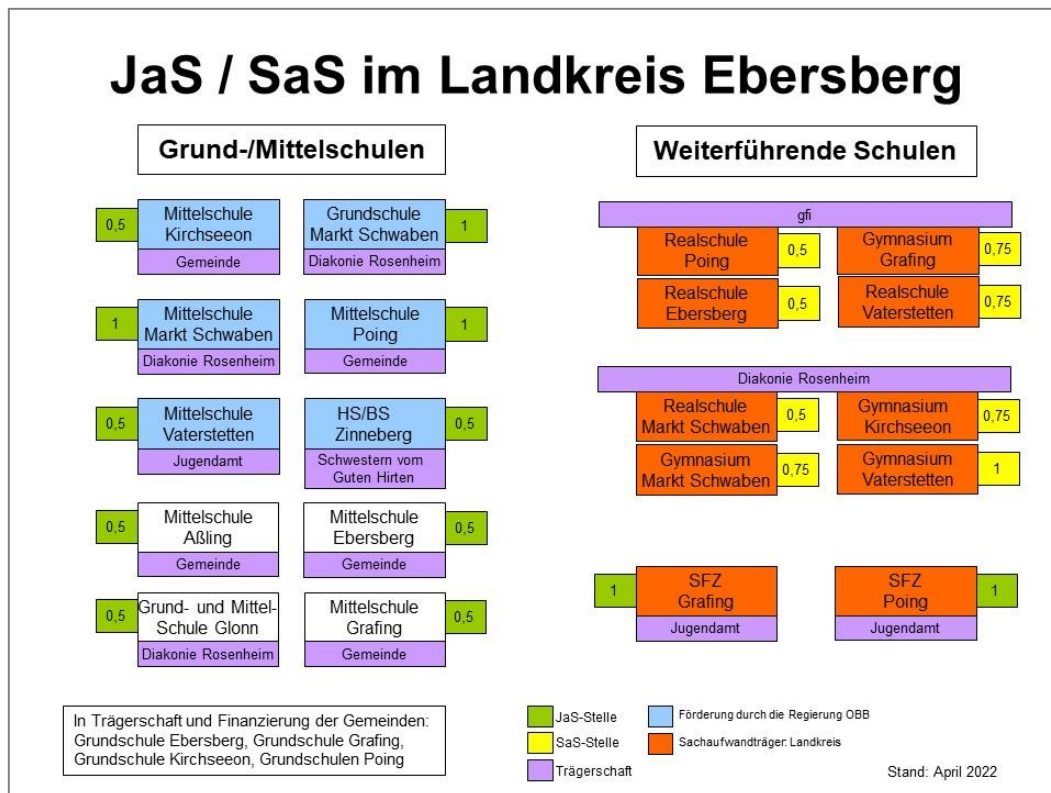 JaS / SaS im Landkreis Ebersberg
Grund-/Mittelschulen
0,5
Mittelschule
Kirchseeon
Gemeinde
Grundschule
Markt Schwaben
Diakonie Rosenheim
1
1
Mittelschule
Markt Schwaben
Diakonie Rosenheim
Mittelschule
Poing
Gemeinde
1
0,5
Mittelschule
Vaterstetten
Jugendamt
HS/BS
Zinneberg
Schwestern vom
Guten Hirten
0,5
0,5
Mittelschule
Aßling
Gemeinde
Mittelschule
Ebersberg
Gemeinde
0,5
0,5
Grund- und Mittel-
Schule Glonn
Diakonie Rosenheim
Mittelschule
Grafing
Gemeinde
0,5
In Trägerschaft und Finanzierung der Gemeinden:
Grundschule Ebersberg, Grundschule Grafing,
Grundschule Kirchseeon, Grundschulen Poing
Weiterführende Schulen
gfi
Realschule
Poing
0,5
Gymnasium
Grafing
0,75
Realschule
Ebersberg
0,5
Realschule
Vaterstetten
0,75
Diakonie Rosenheim
Realschule
Markt Schwaben
0,5
Gymnasium
Kirchseeon
0,75
Gymnasium
Markt Schwaben
0,75
Gymnasium
Vaterstetten
1
1
SFZ
Grafing
Jugendamt
SFZ
Poing
Jugendamt
1
JaS-Stelle
Förderung durch die Regierung OBB
SaS-Stelle
Sachaufwandträger: Landkreis
Trägerschaft
Stand: April 2022